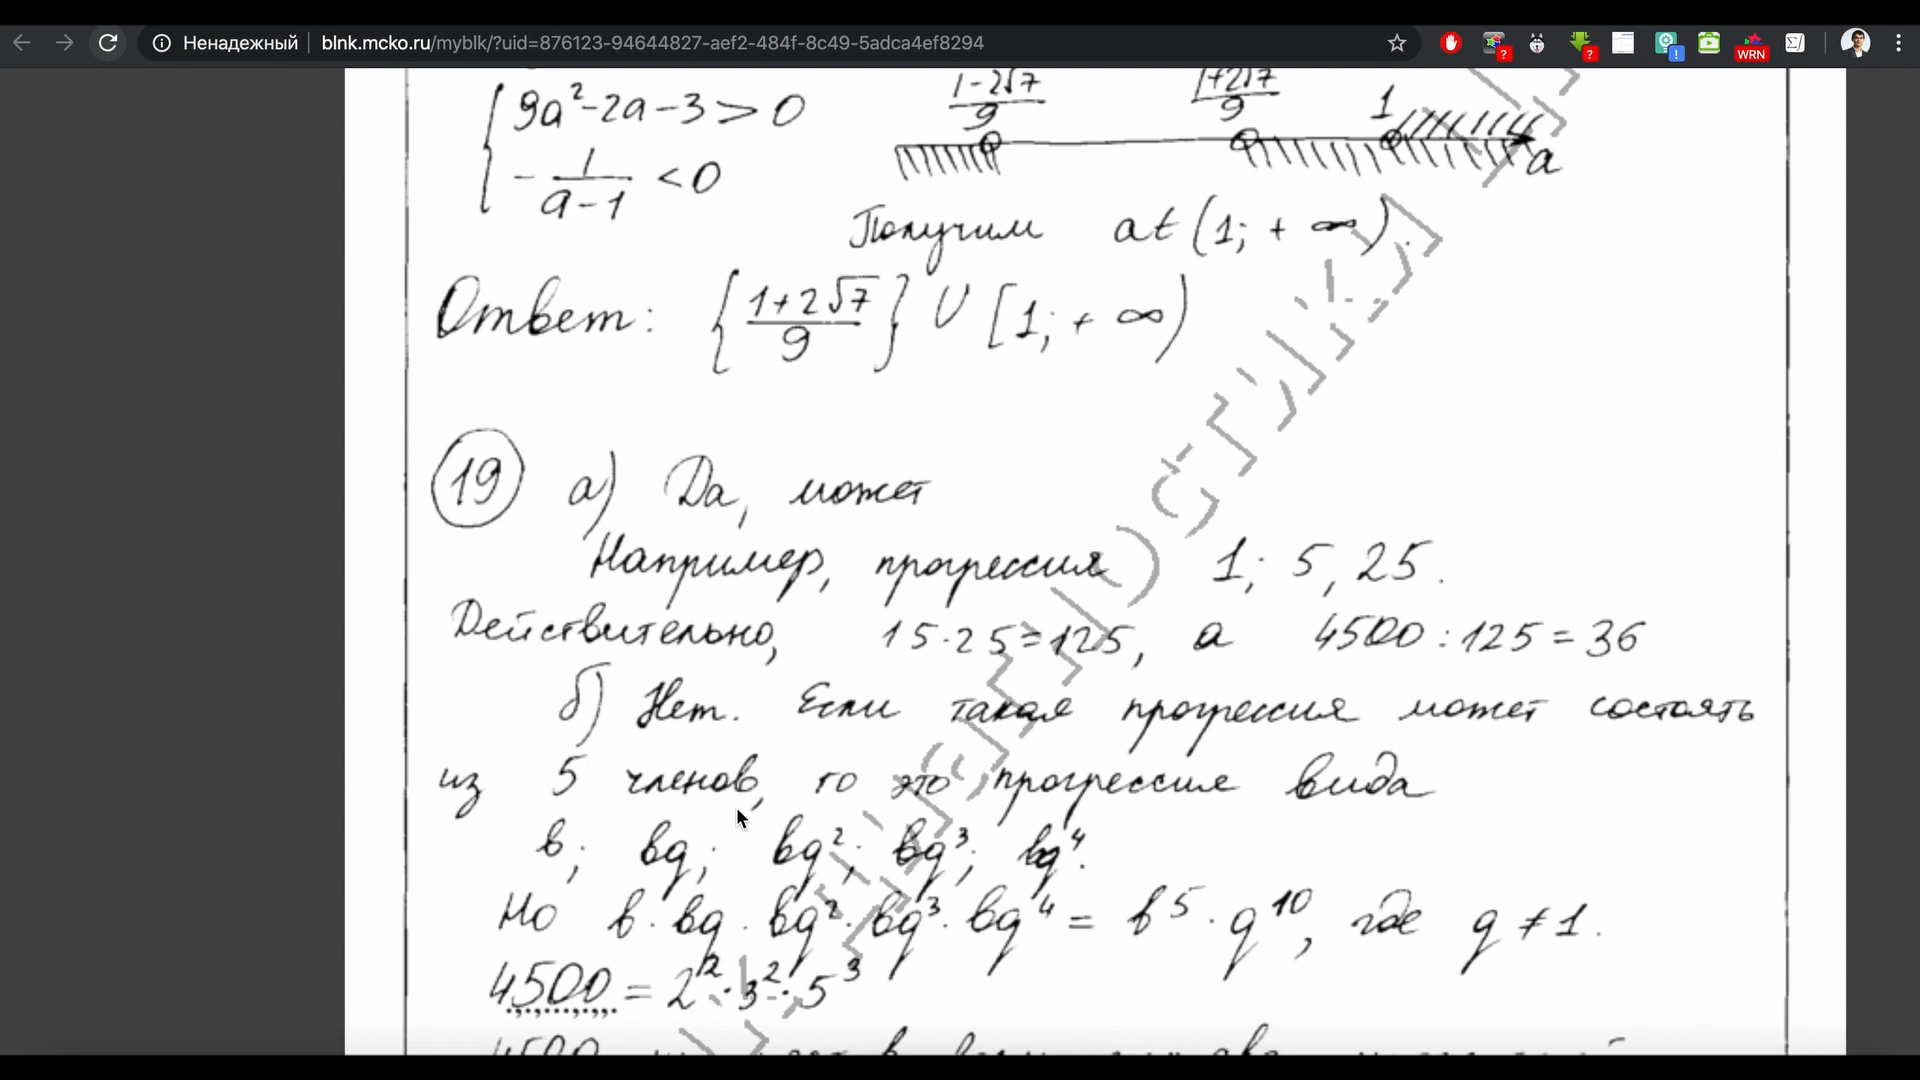 Ненадежный blnk.mcko.ru/myblk/?uid=876123-94644827-aef2-484f-8c49-5adca4ef8294
? ? ! WRN
9a²-2a-3>0
1-2√7/9 1+2√7/9 1
-1/(a-1) <0
a
Получим a∈(1; +∞).
Ответ: {1+2√7/9} ∪ [1; +∞)
19 а) Да, может
Например, прогрессия 1; 5, 25.
Действительно, 15·25=125, а 4500:125=36
б) Нет. Если такая прогрессия может состоять
из 5 членов, то это прогрессия вида
b; bq; bq²; bq³; bq⁴.
Но b·bq·bq²·bq³·bq⁴ = b⁵·q¹⁰, где q≠1.
4500 = 2²·3²·5³